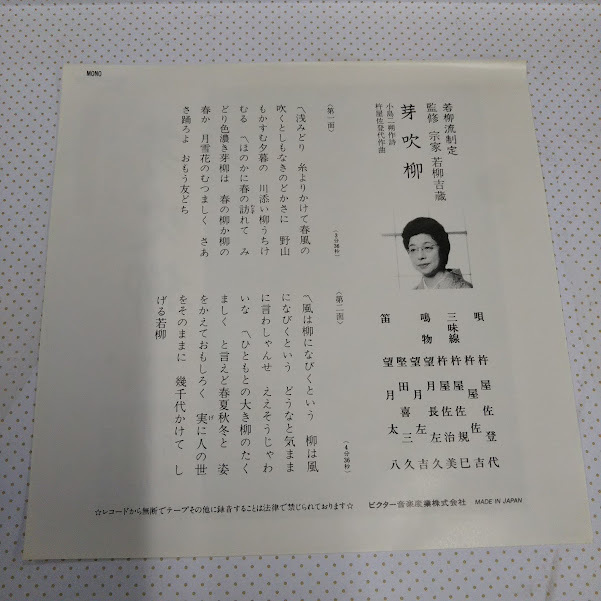 MONO
若柳流制定
監修 宗家 若柳吉蔵
芽吹柳
杵屋佐登代作曲
唄 杵屋佐登代
杵屋佐吉
三味線 杵屋佐規巳
杵屋佐治美
鳴物 望月長左久
望月左吉
堅田喜三久
笛 望月太八
〈第一面〉
(3分36秒)
〽浅みどり 糸よりかけて春風の
吹くとしもなきのどかさに 野山
もかすむ夕暮の 川添い柳うちけ
むる 〽ほのかに春の訪れて み
どり色濃き芽柳は 春の柳か柳の
春か 月雪花のむつましく さあ
さ踊ろよ おもう友どち
〈第二面〉
(4分36秒)
〽風は柳になびくという 柳は風
になびくという どうなと気まま
に言わしゃんせ ええそうじゃわ
いな 〽ひともとの大き柳のたく
ましく と言えど春夏秋冬と 姿
をかえておもしろく 実に人の世
をそのままに 幾千代かけて し
げる若柳
☆レコードから無断でテープその他に録音することは法律で禁じられております☆ ビクター音楽産業株式会社 MADE IN JAPAN